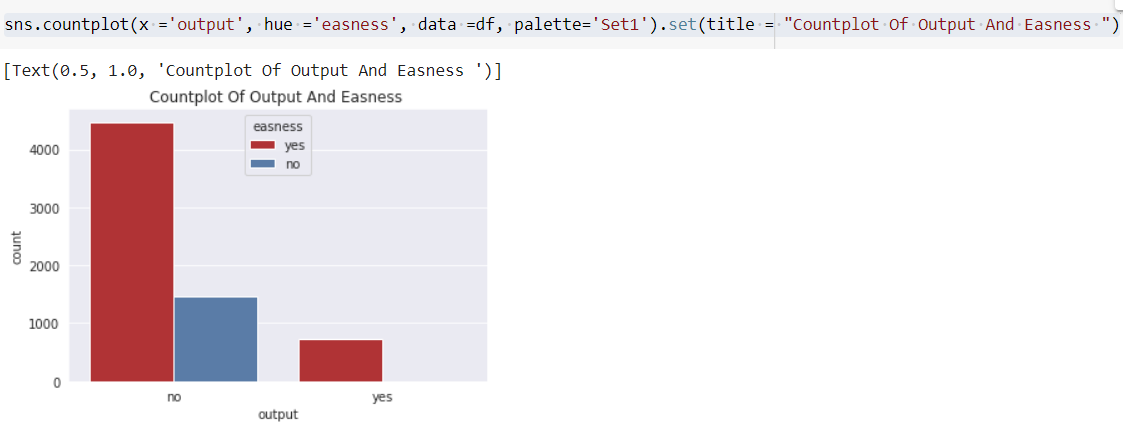 sns.countplot(x ='output', hue ='easness', data =df, palette='Set1').set(title = "Countplot Of Output And Easness ")
[Text(0.5, 1.0, 'Countplot Of Output And Easness ')]
Countplot Of Output And Easness
easness
yes
no
4000
3000
2000
1000
0
count
no yes
output